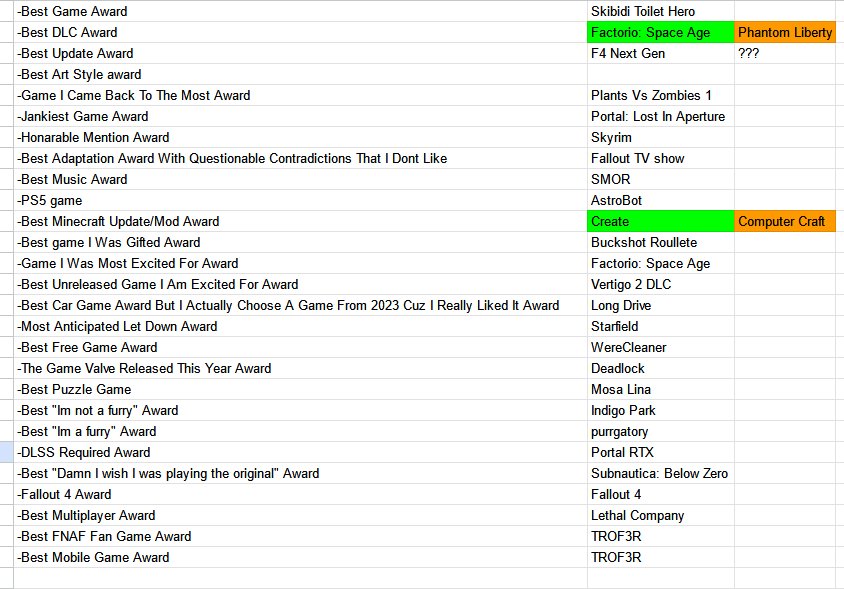 -Best Game Award Skibidi Toilet Hero
-Best DLC Award Factorio: Space Age Phantom Liberty
-Best Update Award F4 Next Gen ???
-Best Art Style award
-Game I Came Back To The Most Award Plants Vs Zombies 1
-Jankiest Game Award Portal: Lost In Aperture
-Honarable Mention Award Skyrim
-Best Adaptation Award With Questionable Contradictions That I Dont Like Fallout TV show
-Best Music Award SMOR
-PS5 game AstroBot
-Best Minecraft Update/Mod Award Create Computer Craft
-Best game I Was Gifted Award Buckshot Roullete
-Game I Was Most Excited For Award Factorio: Space Age
-Best Unreleased Game I Am Excited For Award Vertigo 2 DLC
-Best Car Game Award But I Actually Choose A Game From 2023 Cuz I Really Liked It Award Long Drive
-Most Anticipated Let Down Award Starfield
-Best Free Game Award WereCleaner
-The Game Valve Released This Year Award Deadlock
-Best Puzzle Game Mosa Lina
-Best "Im not a furry" Award Indigo Park
-Best "Im a furry" Award purrgatory
-DLSS Required Award Portal RTX
-Best "Damn I wish I was playing the original" Award Subnautica: Below Zero
-Fallout 4 Award Fallout 4
-Best Multiplayer Award Lethal Company
-Best FNAF Fan Game Award TROF3R
-Best Mobile Game Award TROF3R